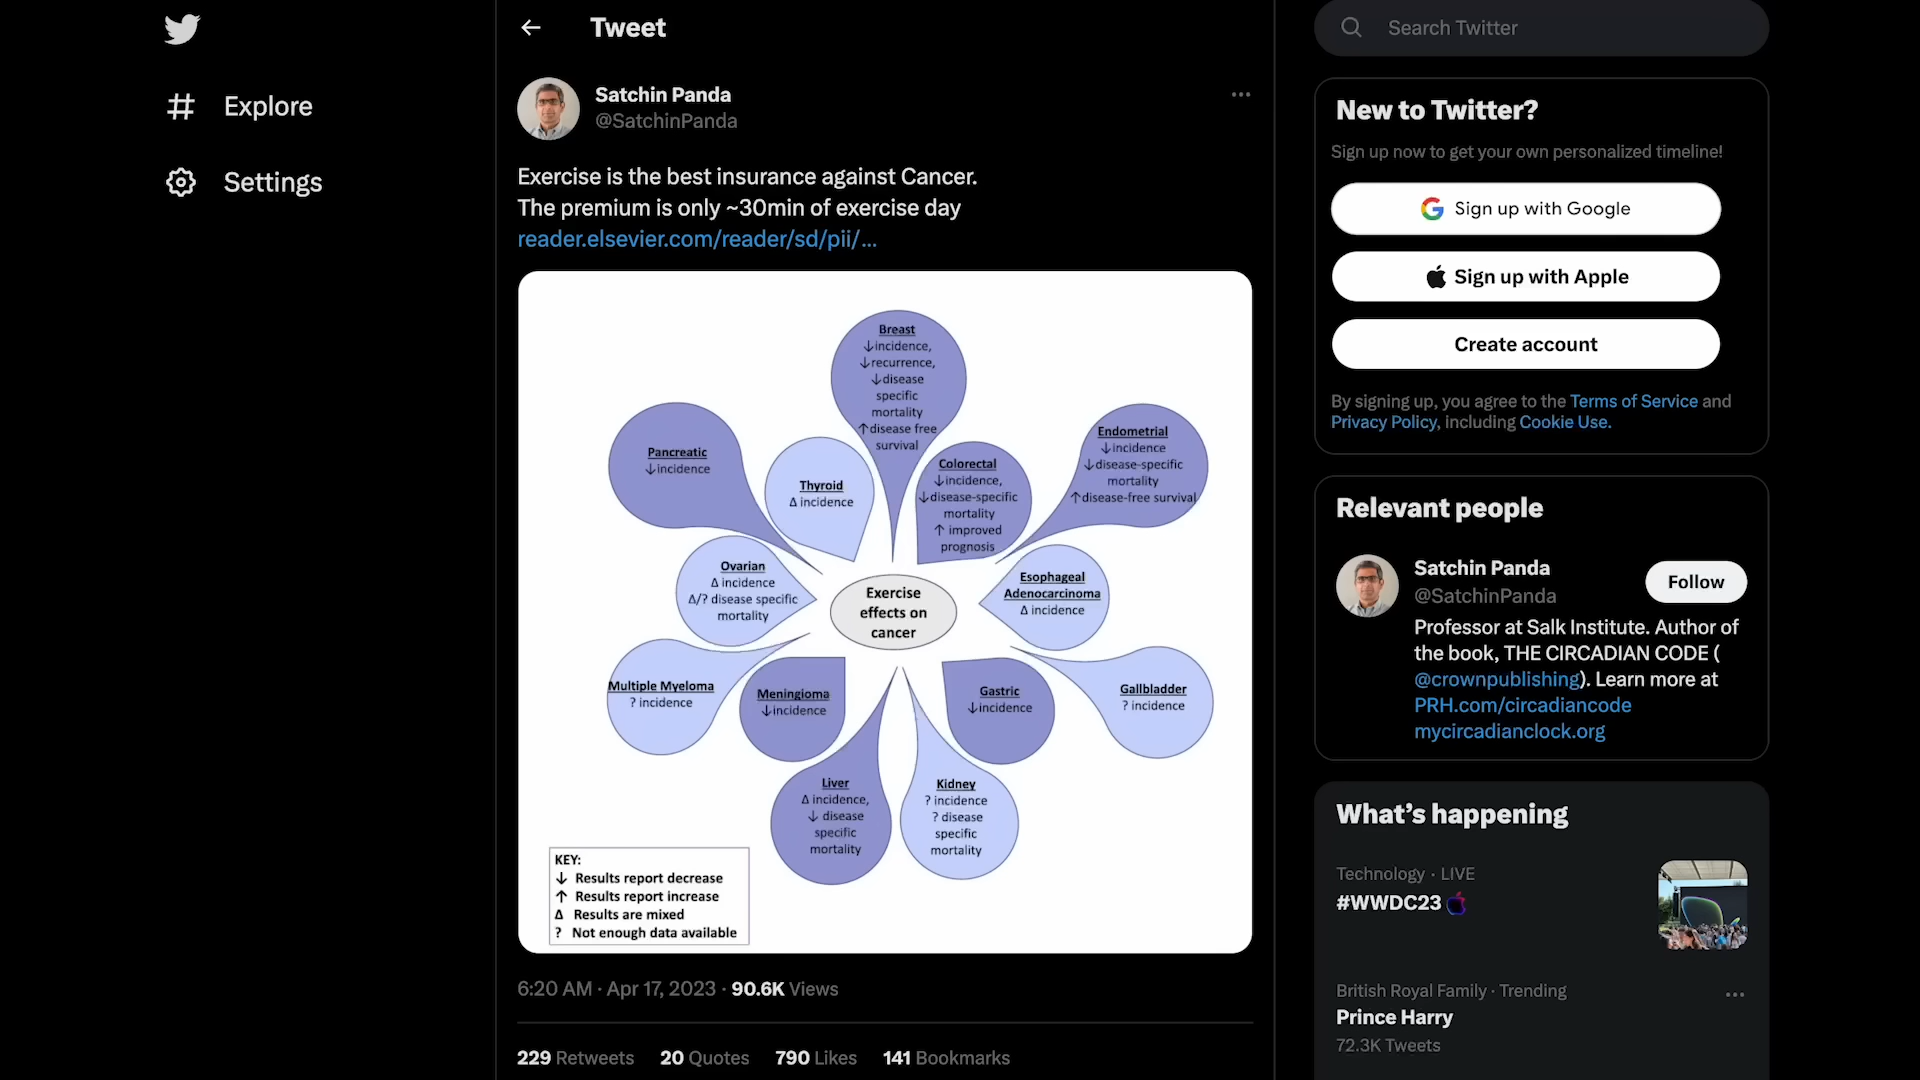 Explore
Settings
Tweet
Satchin Panda
@SatchinPanda
Exercise is the best insurance against Cancer.
The premium is only ~30min of exercise day
reader.elsevier.com/reader/sd/pii/...
Breast
↓incidence,
↓recurrence,
↓disease
specific
mortality
↑disease free
survival
Pancreatic
↓incidence
Thyroid
Δ incidence
Colorectal
↓incidence,
↓disease-specific
mortality
↑ improved
prognosis
Endometrial
↓incidence
↓disease-specific
mortality
↑disease-free survival
Ovarian
Δ incidence
Δ/? disease specific
mortality
Exercise
effects on
cancer
Esophageal
Adenocarcinoma
Δ incidence
Multiple Myeloma
? incidence
Meningioma
↓incidence
Gastric
↓incidence
Gallbladder
? incidence
Liver
Δ incidence,
↓ disease
specific
mortality
Kidney
? incidence
? disease
specific
mortality
KEY:
↓ Results report decrease
↑ Results report increase
Δ Results are mixed
? Not enough data available
6:20 AM · Apr 17, 2023 · 90.6K Views
229 Retweets 20 Quotes 790 Likes 141 Bookmarks
Search Twitter
New to Twitter?
Sign up now to get your own personalized timeline!
Sign up with Google
Sign up with Apple
Create account
By signing up, you agree to the Terms of Service and
Privacy Policy, including Cookie Use.
Relevant people
Satchin Panda
@SatchinPanda
Follow
Professor at Salk Institute. Author of
the book, THE CIRCADIAN CODE (
@crownpublishing). Learn more at
PRH.com/circadiancode
mycircadianclock.org
What's happening
Technology · LIVE
#WWDC23
British Royal Family · Trending
Prince Harry
72.3K Tweets